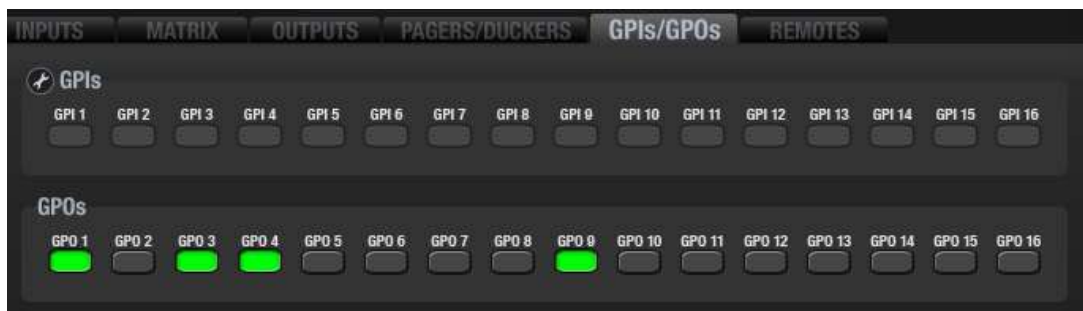 INPUTS MATRIX OUTPUTS PAGERS/DUCKERS GPIs/GPOs REMOTES
GPIs
GPI 1 GPI 2 GPI 3 GPI 4 GPI 5 GPI 6 GPI 7 GPI 8 GPI 9 GPI 10 GPI 11 GPI 12 GPI 13 GPI 14 GPI 15 GPI 16
GPOs
GPO 1 GPO 2 GPO 3 GPO 4 GPO 5 GPO 6 GPO 7 GPO 8 GPO 9 GPO 10 GPO 11 GPO 12 GPO 13 GPO 14 GPO 15 GPO 16